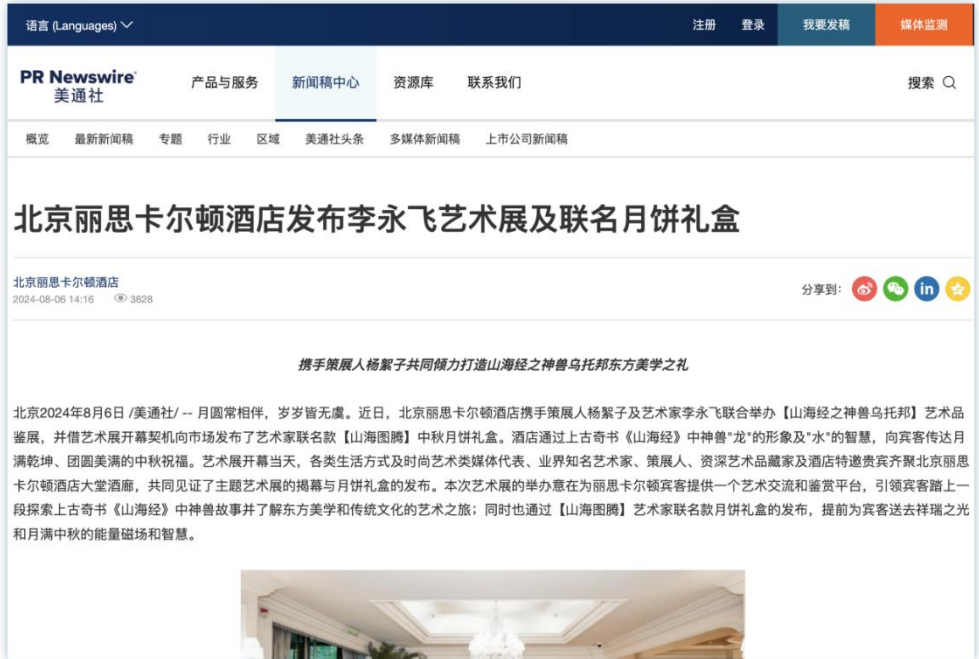 语言 (Languages)
注册 登录 我要发稿 媒体监测
PR Newswire 产品与服务 新闻稿中心 资源库 联系我们 搜索
美通社
概览 最新新闻稿 专题 行业 区域 美通社头条 多媒体新闻稿 上市公司新闻稿
北京丽思卡尔顿酒店发布李永飞艺术展及联名月饼礼盒
北京丽思卡尔顿酒店
2024-08-06 14:16 3628
分享到:
携手策展人杨絮子共同倾力打造山海经之神兽乌托邦东方美学之礼
北京2024年8月6日 /美通社/ -- 月圆常相伴，岁岁皆无虞。近日，北京丽思卡尔顿酒店携手策展人杨絮子及艺术家李永飞联合举办【山海经之神兽乌托邦】艺术品
鉴展，并借艺术展开幕契机向市场发布了艺术家联名款【山海图腾】中秋月饼礼盒。酒店通过上古奇书《山海经》中神兽"龙"的形象及"水"的智慧，向宾客传达月
满乾坤、团圆美满的中秋祝福。艺术展开幕当天，各类生活方式及时尚艺术类媒体代表、业界知名艺术家、策展人、资深艺术品藏家及酒店特邀贵宾齐聚北京丽思
卡尔顿酒店大堂酒廊，共同见证了主题艺术展的揭幕与月饼礼盒的发布。本次艺术展的举办意在为丽思卡尔顿宾客提供一个艺术交流和鉴赏平台，引领宾客踏上一
段探索上古奇书《山海经》中神兽故事并了解东方美学和传统文化的艺术之旅；同时也通过【山海图腾】艺术家联名款月饼礼盒的发布，提前为宾客送去祥瑞之光
和月满中秋的能量磁场和智慧。